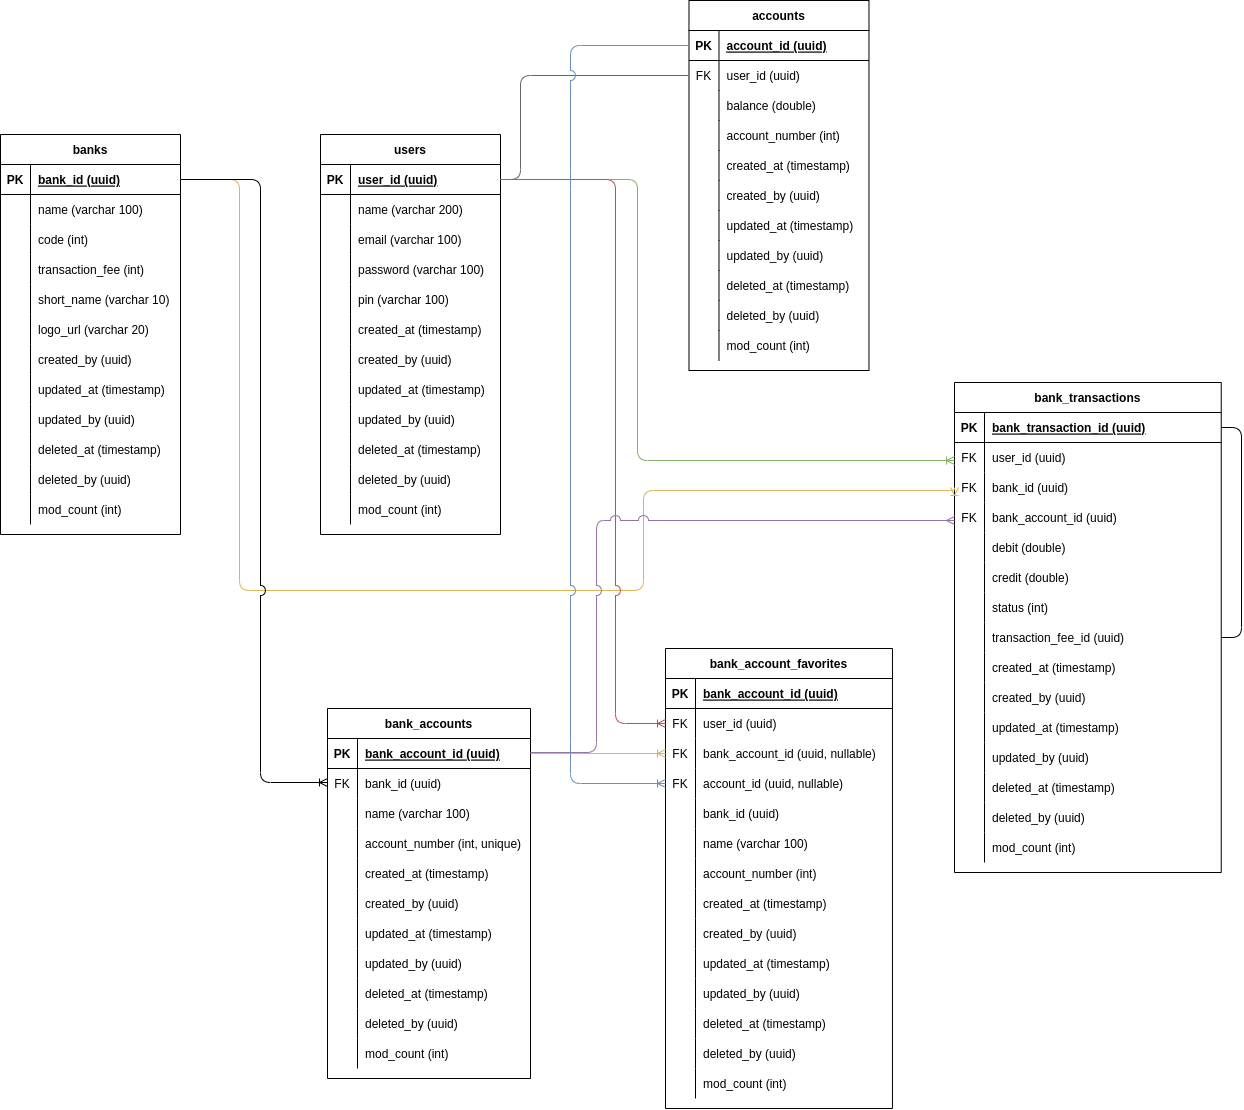 accounts
PK account_id (uuid)
FK user_id (uuid)
balance (double)
account_number (int)
created_at (timestamp)
created_by (uuid)
updated_at (timestamp)
updated_by (uuid)
deleted_at (timestamp)
deleted_by (uuid)
mod_count (int)
banks
PK bank_id (uuid)
name (varchar 100)
code (int)
transaction_fee (int)
short_name (varchar 10)
logo_url (varchar 20)
created_by (uuid)
updated_at (timestamp)
updated_by (uuid)
deleted_at (timestamp)
deleted_by (uuid)
mod_count (int)
users
PK user_id (uuid)
name (varchar 200)
email (varchar 100)
password (varchar 100)
pin (varchar 100)
created_at (timestamp)
created_by (uuid)
updated_at (timestamp)
updated_by (uuid)
deleted_at (timestamp)
deleted_by (uuid)
mod_count (int)
bank_transactions
PK bank_transaction_id (uuid)
FK user_id (uuid)
FK bank_id (uuid)
FK bank_account_id (uuid)
debit (double)
credit (double)
status (int)
transaction_fee_id (uuid)
created_at (timestamp)
created_by (uuid)
updated_at (timestamp)
updated_by (uuid)
deleted_at (timestamp)
deleted_by (uuid)
mod_count (int)
bank_accounts
PK bank_account_id (uuid)
FK bank_id (uuid)
name (varchar 100)
account_number (int, unique)
created_at (timestamp)
created_by (uuid)
updated_at (timestamp)
updated_by (uuid)
deleted_at (timestamp)
deleted_by (uuid)
mod_count (int)
bank_account_favorites
PK bank_account_id (uuid)
FK user_id (uuid)
FK bank_account_id (uuid, nullable)
FK account_id (uuid, nullable)
bank_id (uuid)
name (varchar 100)
account_number (int)
created_at (timestamp)
created_by (uuid)
updated_at (timestamp)
updated_by (uuid)
deleted_at (timestamp)
deleted_by (uuid)
mod_count (int)